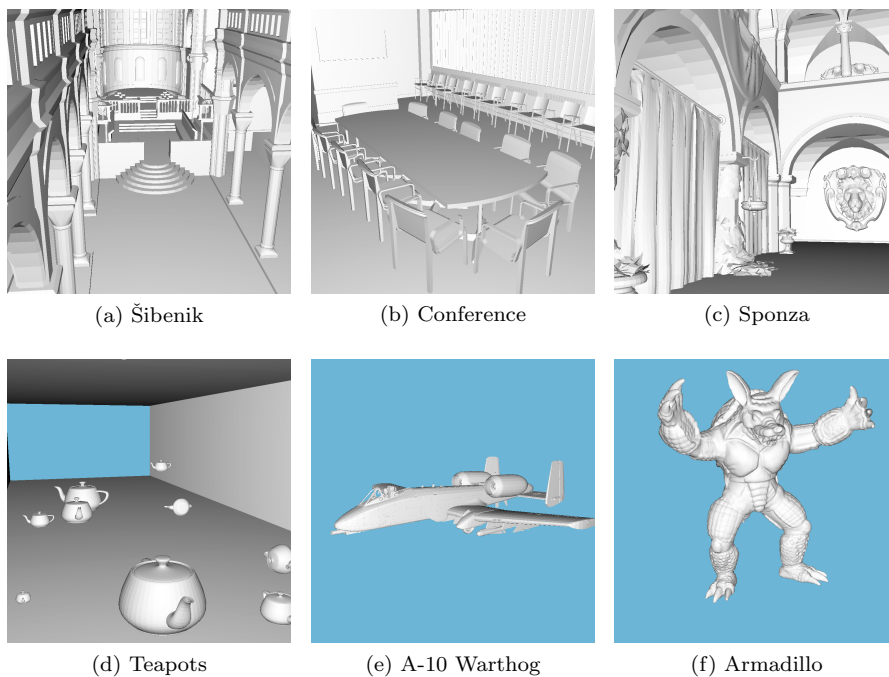 (a) Šibenik
(b) Conference
(c) Sponza
(d) Teapots
(e) A-10 Warthog
(f) Armadillo